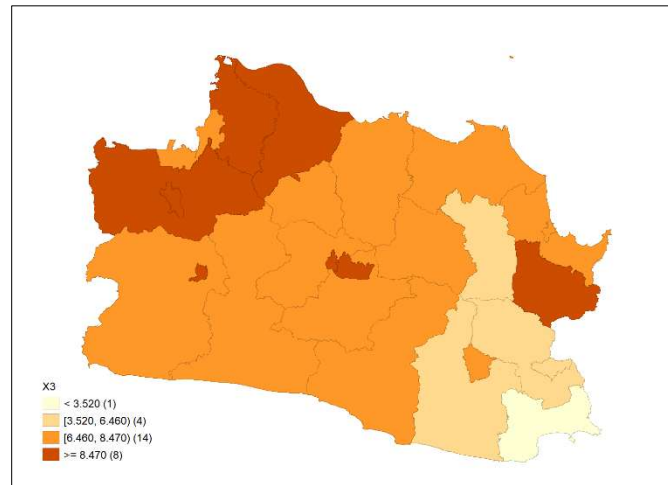 X3
< 3.520 (1)
[3.520, 6.460) (4)
[6.460, 8.470) (14)
>= 8.470 (8)